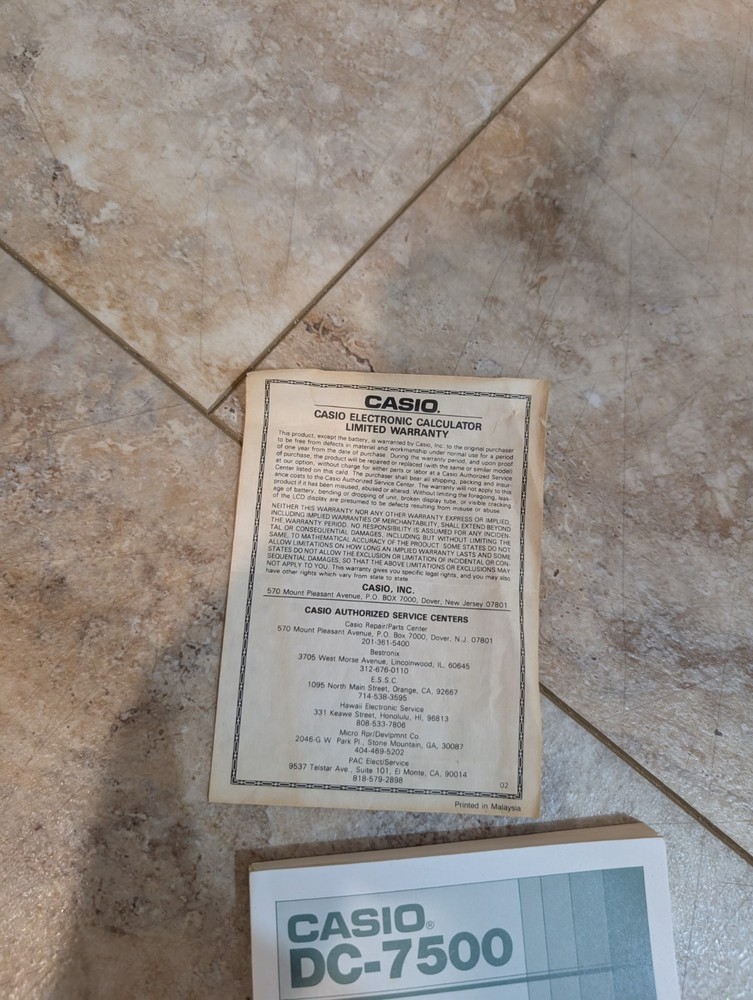 CASIO®
CASIO ELECTRONIC CALCULATOR
LIMITED WARRANTY
This product, except the battery, is warranted by Casio, Inc. to the original purchaser
to be free from defects in material and workmanship under normal use for a period
of one year from the date of purchase. During the warranty period, and upon proof
of purchase, the product will be repaired or replaced (with the same or similar model)
at our option, without charge for either parts or labor at a Casio Authorized Service
Center listed on this card. The purchaser shall bear all shipping, packing and insur-
ance costs to the Casio Authorized Service Center. The warranty will not apply to this
product if it has been misused, abused or altered. Without limiting the foregoing, leak-
age of battery, bending or dropping of unit, broken display tube, or visible cracking
of the LCD display are presumed to be defects resulting from misuse or abuse.
NEITHER THIS WARRANTY NOR ANY OTHER WARRANTY EXPRESS OR IMPLIED,
INCLUDING IMPLIED WARRANTIES OF MERCHANTABILITY, SHALL EXTEND BEYOND
THE WARRANTY PERIOD. NO RESPONSIBILITY IS ASSUMED FOR ANY INCIDEN-
TAL OR CONSEQUENTIAL DAMAGES, INCLUDING BUT WITHOUT LIMITING THE
SAME, TO MATHEMATICAL ACCURACY OF THE PRODUCT. SOME STATES DO NOT
ALLOW LIMITATIONS ON HOW LONG AN IMPLIED WARRANTY LASTS AND SOME
STATES DO NOT ALLOW THE EXCLUSION OR LIMITATION OF INCIDENTAL OR CON-
SEQUENTIAL DAMAGES, SO THAT THE ABOVE LIMITATIONS OR EXCLUSIONS MAY
NOT APPLY TO YOU. This warranty gives you specific legal rights, and you may also
have other rights which vary from state to state
CASIO, INC.
570 Mount Pleasant Avenue, P.O. BOX 7000, Dover, New Jersey 07801
CASIO AUTHORIZED SERVICE CENTERS
Casio Repair/Parts Center
570 Mount Pleasant Avenue, P.O. Box 7000, Dover, N.J. 07801
201-361-5400
Bestronix
3705 West Morse Avenue, Lincolnwood, IL. 60645
312-676-0110
E.S.S.C.
1095 North Main Street, Orange, CA, 92667
714-538-3595
Hawaii Electronic Service
331 Keawe Street, Honolulu, HI, 96813
808-533-7806
Micro Rpr/Devlpmnt Co.
2046-G W. Park Pl., Stone Mountain, GA, 30087
404-469-5202
PAC Elect/Service
9537 Telstar Ave., Suite 101, El Monte, CA, 90014
818-579-2898
02
Printed in Malaysia
CASIO®
DC-7500